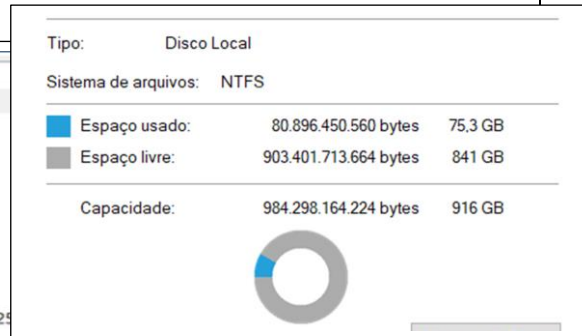 Tipo: Disco Local
Sistema de arquivos: NTFS
Espaço usado: 80.896.450.560 bytes 75,3 GB
Espaço livre: 903.401.713.664 bytes 841 GB
Capacidade: 984.298.164.224 bytes 916 GB